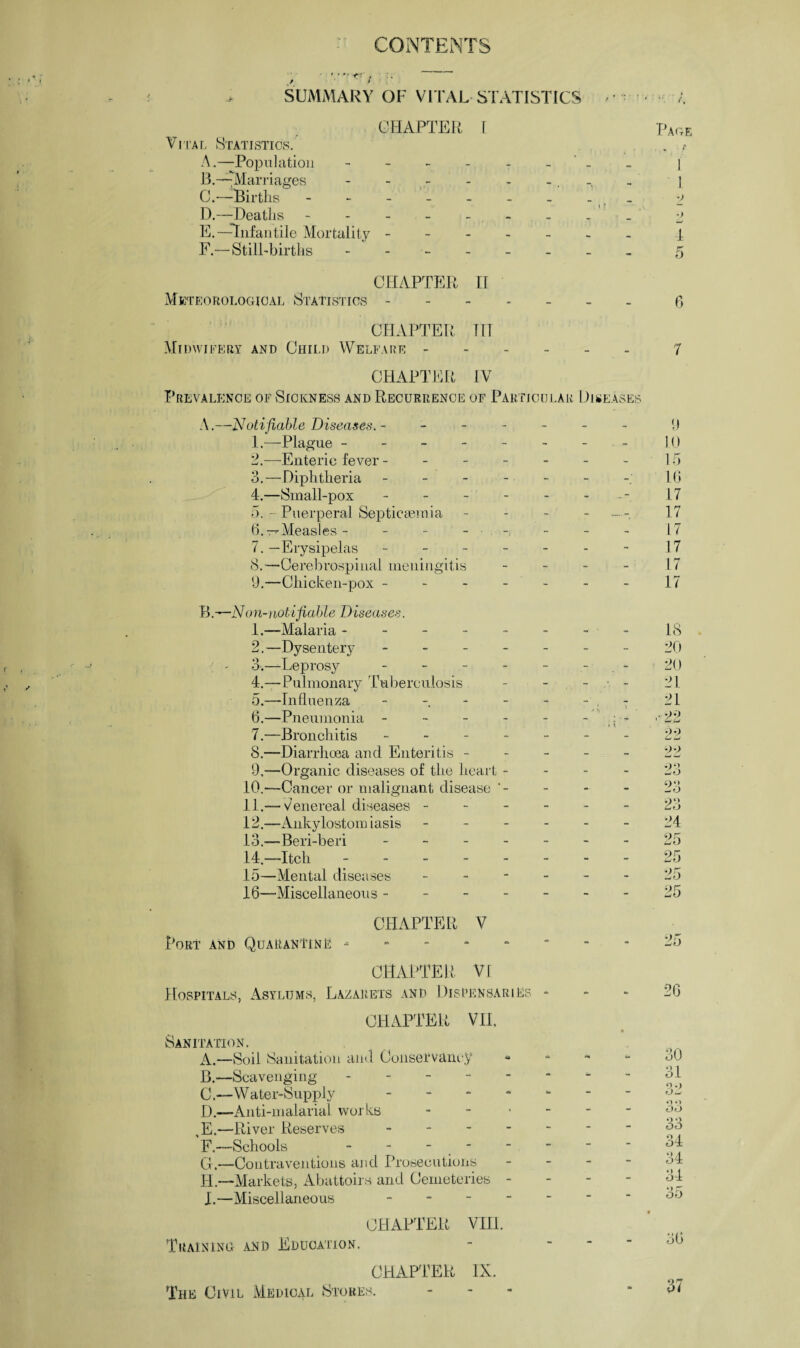 CONTENTS
SUMMARY OF VITAL STATISTICS
CHAPTER I
PAGE
VITAL STATISTICS.
A.—Population - - - - - - - - 1
B.—Marriages - - - - - - - - 1
C.—Births - - - - - - - - - 2
D.—Deaths - - - - - - - - - 2
E.—Infantile Mortality - - - - - - - 4
F.—Still-births - - - - - - - - 5
CHAPTER II
METEOROLOGICAL STATISTICS - - - - - - - 6
CHAPTER III
MIDWIFERY AND CHILD WELFARE - - - - - - 7
CHAPTER IV
PREVALENCE OF SICKNESS AND RECURRENCE OF PARTICULAR DISEASES
A.—Notifiable Diseases. - - - - - - - 9
1.—Plague - - - - - - - - - 10
2.—Enteric fever - - - - - - - 15
3.—Diphtheria - - - - - - - 16
4.—Small-pox - - - - - - - 17
5. - Puerperal Septicæmia - - - - - - 17
6.—Measles - - - - - - - - 17
7.—Erysipelas - - - - - - - 17
8.—Cerebrospinal meningitis - - - - 17
9.—Chicken-pox - - - - - - - 17
B.—Non-notifiable Diseases.
1.—Malaria - - - - - - - - 18
2.—Dysentery - - - - - - - 20
3.—Leprosy - - - - - - - 20
4.—Pulmonary Tuberculosis - - - - - 21
5.—Influenza - - - - - - - 21
6.—Pneumonia - - - - - - - 22
7.—Bronchitis - - - - - - - 22
8.—Diarrhœa and Enteritis - - - - - 22
9.—Organic diseases of the heart - - - - 23
10.—Cancer or malignant disease - - - - 23
11.—Venereal diseases - - - - - - 23
12.—Ankylostomiasis - - - - - - 24
13.—Beri-beri - - - - - - - 25
14.—Itch - - - - - - - - 25
15—Mental diseases - - - - - - 25
16—Miscellaneous - - - - - - - 25
CHAPTER V
PORT AND QUARANTINE - - - - - - - - 25
CHAPTER VI
HOSPITALS, ASYLUMS, LAZARETS AND DISPENSARIES - - - 26
CHAPTER VII.
SANITATION.
A.—Soil Sanitation and Conservancy - - - - 30
B.—Scavenging - - - - - - - - 31
C.—Water-Supply - - - - - - - 32
D.—Anti-malarial works - - - - - - 33
E.—River Reserves - - - - - - - 33
F.—Schools - - - - - - - - 34
G.—Contraventions and Prosecutions - - - - 34
H.—Markets, Abattoirs and Cemeteries - - - - 34
I.—Miscellaneous - - - - - - - 35
CHAPTER VIII.
TRAINING AND EDUCATION. - - - - 36
CHAPTER IX.
THE CIVIL MEDICAL STORES. - - - - 37